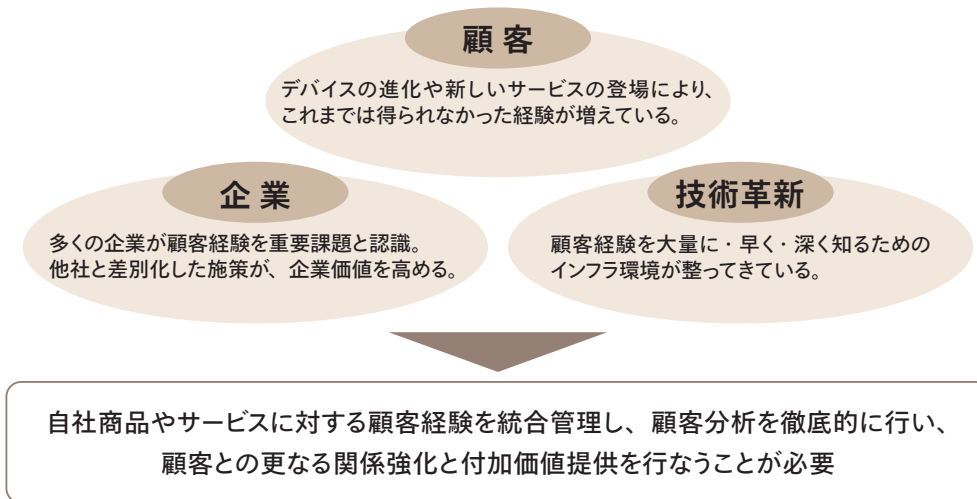 顧客
デバイスの進化や新しいサービスの登場により、
これまでは得られなかった経験が増えている。
企業
多くの企業が顧客経験を重要課題と認識。
他社と差別化した施策が、企業価値を高める。
技術革新
顧客経験を大量に・早く・深く知るための
インフラ環境が整ってきている。
自社商品やサービスに対する顧客経験を統合管理し、顧客分析を徹底的に行い、
顧客との更なる関係強化と付加価値提供を行なうことが必要